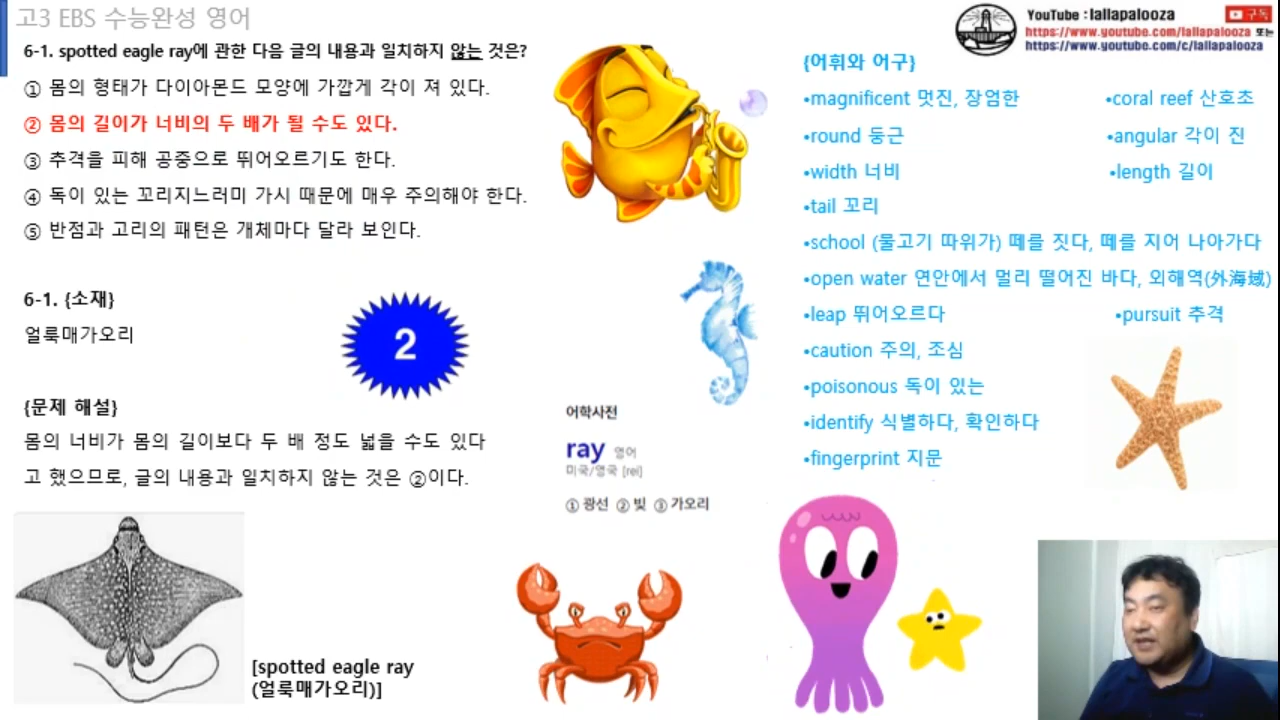 고3 EBS 수능완성 영어
YouTube : lallapalooza
구독
https://www.youtube.com/lallapalooza 또는
https://www.youtube.com/c/lallapalooza
6-1. spotted eagle ray에 관한 다음 글의 내용과 일치하지 않는 것은?
① 몸의 형태가 다이아몬드 모양에 가깝게 각이 져 있다.
② 몸의 길이가 너비의 두 배가 될 수도 있다.
③ 추격을 피해 공중으로 뛰어오르기도 한다.
④ 독이 있는 꼬리지느러미 가시 때문에 매우 주의해야 한다.
⑤ 반점과 고리의 패턴은 개체마다 달라 보인다.
6-1. {소재}
얼룩매가오리
2
{문제 해설}
몸의 너비가 몸의 길이보다 두 배 정도 넓을 수도 있다
고 했으므로, 글의 내용과 일치하지 않는 것은 ②이다.
[spotted eagle ray
(얼룩매가오리)]
어학사전
ray 영어
미국/영국 [rei]
① 광선 ② 빛 ③ 가오리
{어휘와 어구}
•magnificent 멋진, 장엄한 •coral reef 산호초
•round 둥근 •angular 각이 진
•width 너비 •length 길이
•tail 꼬리
•school (물고기 따위가) 떼를 짓다, 떼를 지어 나아가다
•open water 연안에서 멀리 떨어진 바다, 외해역(外海域)
•leap 뛰어오르다 •pursuit 추격
•caution 주의, 조심
•poisonous 독이 있는
•identify 식별하다, 확인하다
•fingerprint 지문